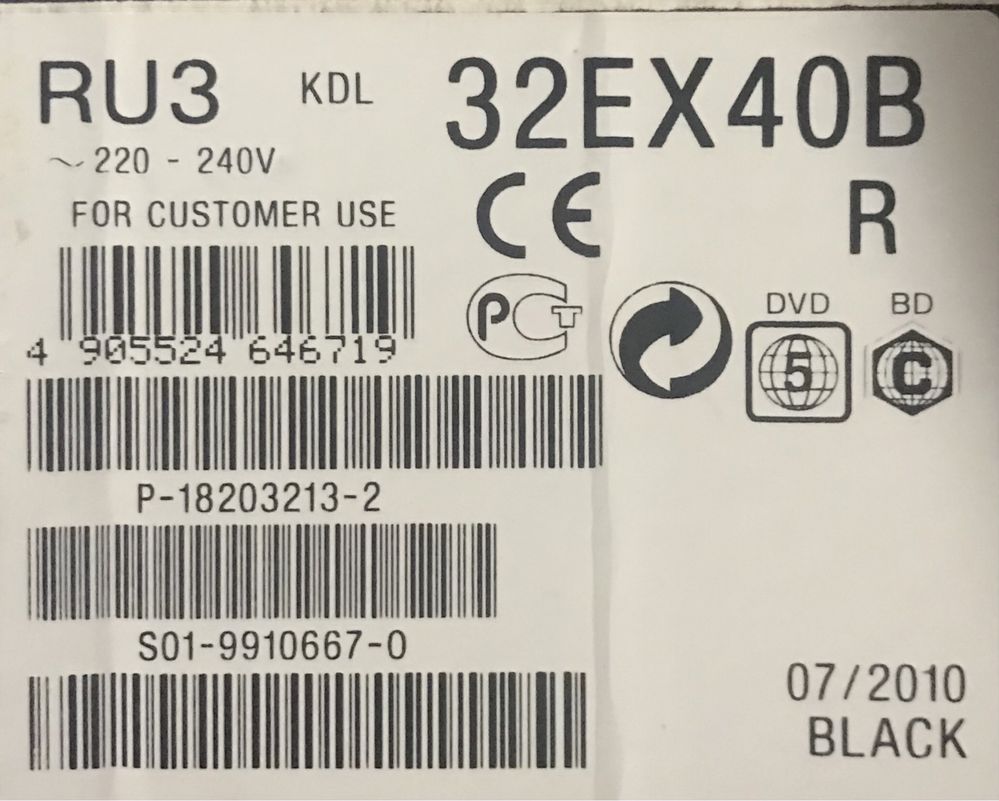 RU3 KDL 32EX40B
~ 220 - 240V
FOR CUSTOMER USE
CE R
4 905524 646719
РСТ
DVD BD
5 C
P-18203213-2
S01-9910667-0
07/2010
BLACK